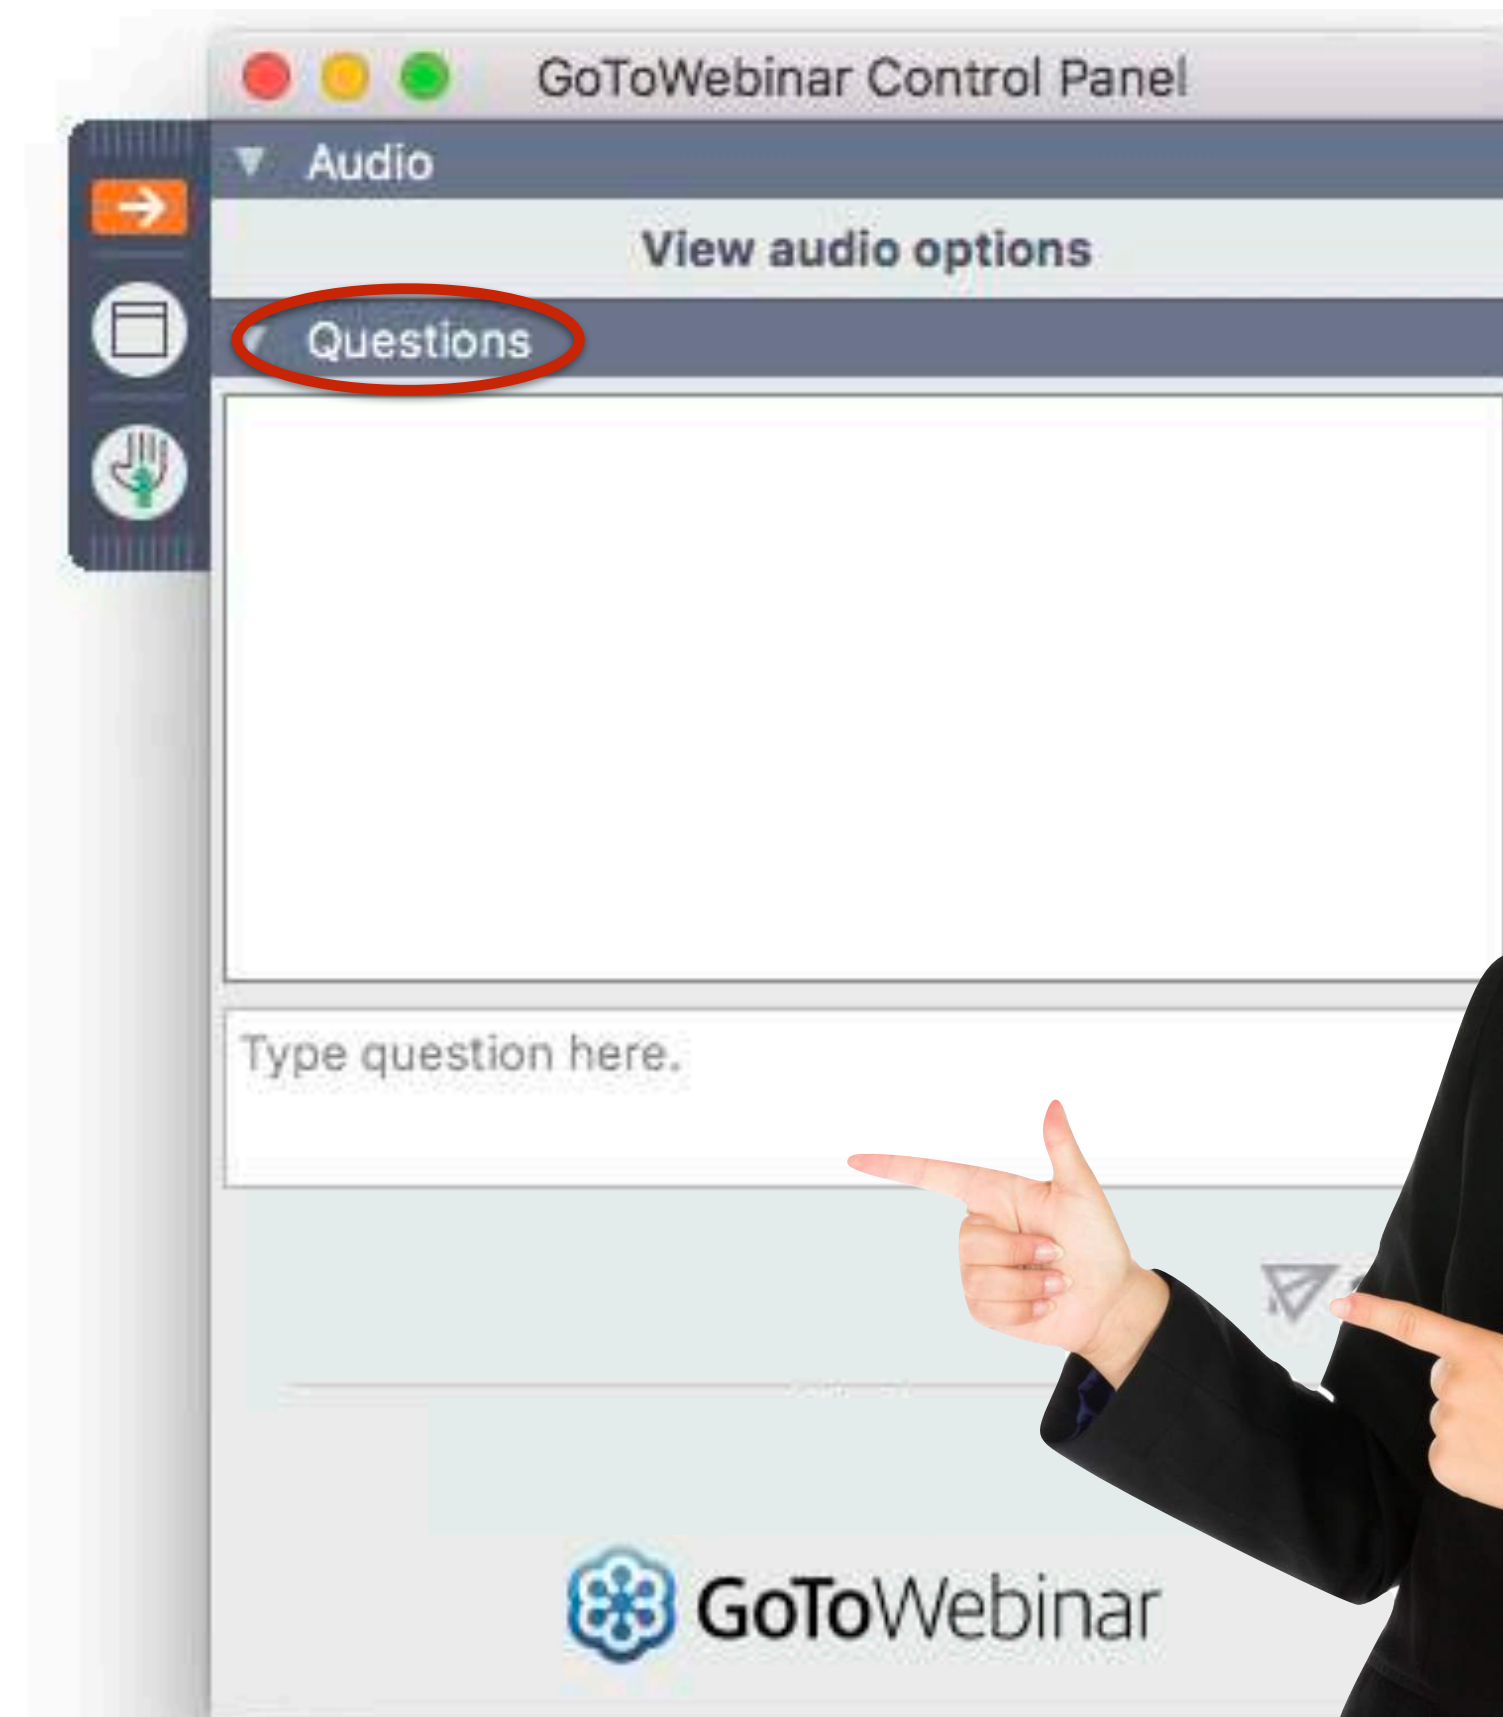 GoToWebinar Control Panel
Audio
View audio options
Questions
Type question here.
GoToWebinar